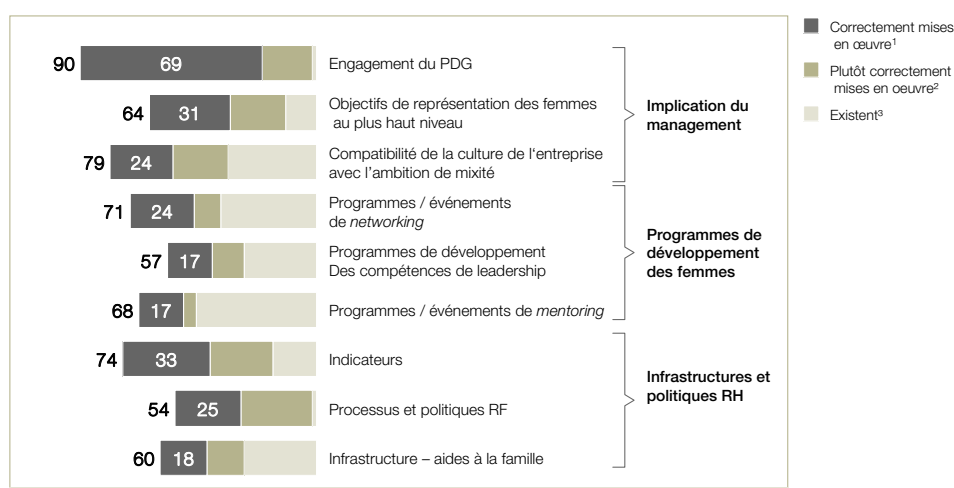 Correctement mises
en œuvre¹
Plutôt correctement
mises en oeuvre²
Existent³
90 69 Engagement du PDG
64 31 Objectifs de représentation des femmes
au plus haut niveau
79 24 Compatibilité de la culture de l'entreprise
avec l'ambition de mixité
Implication du
management
71 24 Programmes / événements
de networking
57 17 Programmes de développement
Des compétences de leadership
68 17 Programmes / événements de mentoring
Programmes de
développement
des femmes
74 33 Indicateurs
54 25 Processus et politiques RF
60 18 Infrastructure – aides à la famille
Infrastructures et
politiques RH